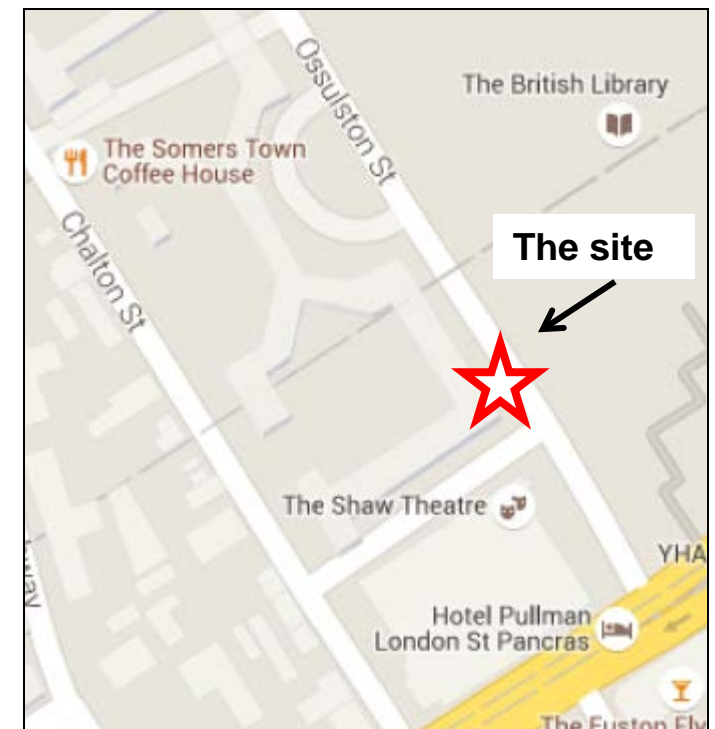 Ossulston St
The British Library
The Somers Town
Coffee House
Chalton St
The site
The Shaw Theatre
YHA
Hotel Pullman
London St Pancras
The Euston Fly